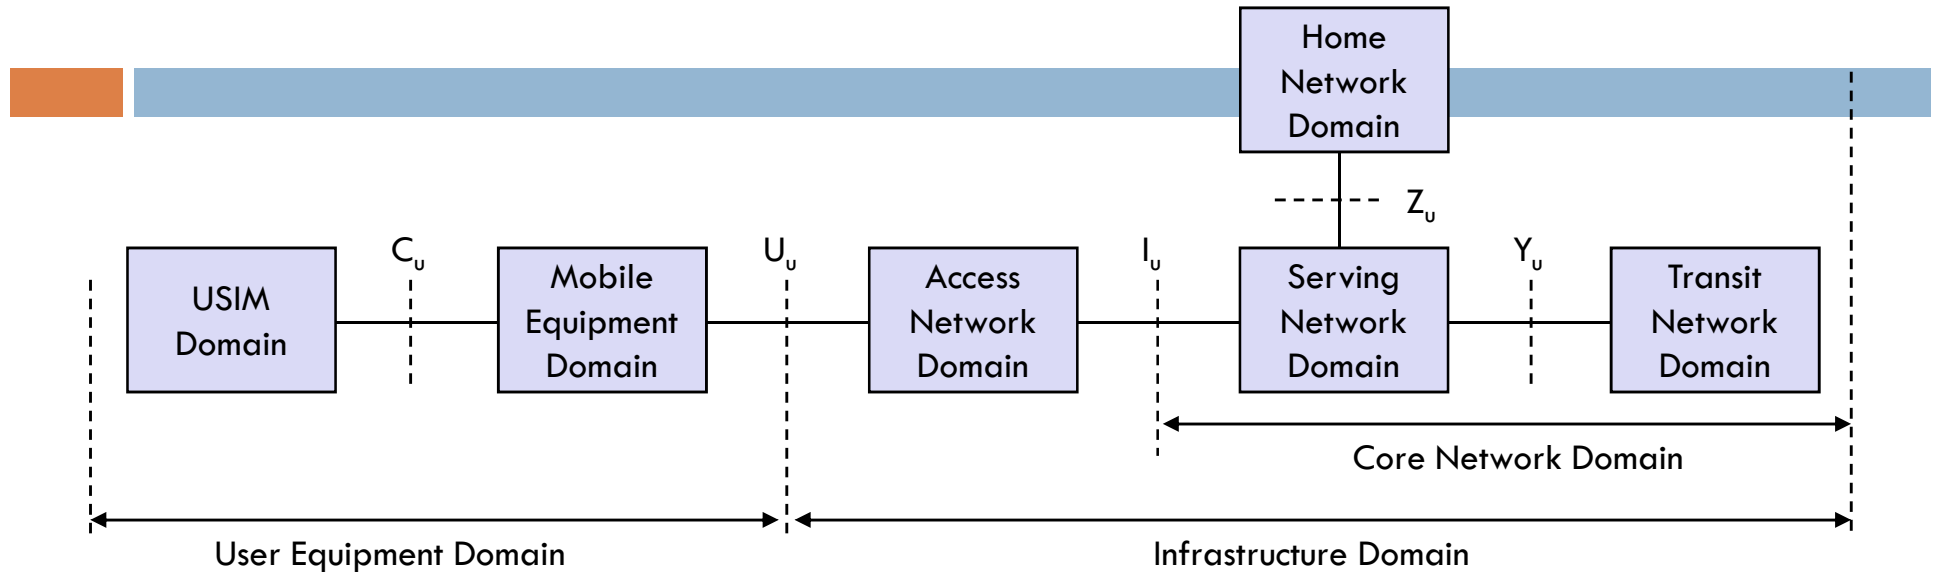 Home
Network
Domain
Zu
Cu
Uu
Iu
Yu
USIM
Domain
Mobile
Equipment
Domain
Access
Network
Domain
Serving
Network
Domain
Transit
Network
Domain
Core Network Domain
User Equipment Domain
Infrastructure Domain